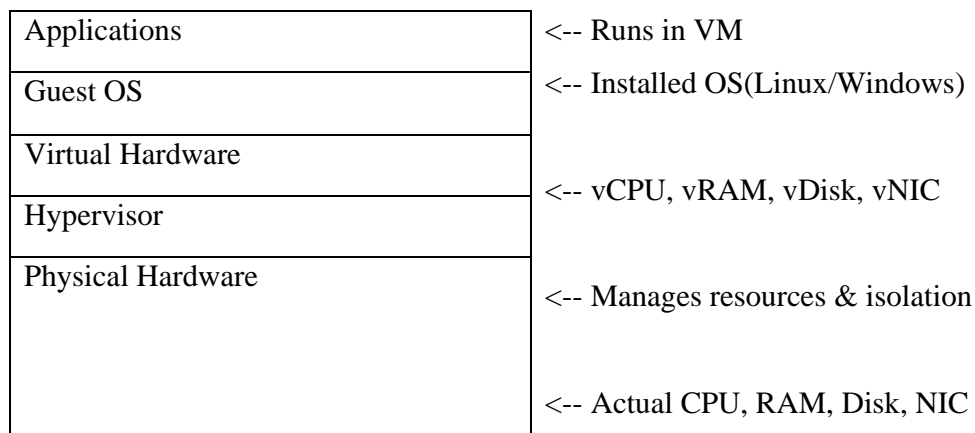 Applications <-- Runs in VM
Guest OS <-- Installed OS(Linux/Windows)
Virtual Hardware
<-- vCPU, vRAM, vDisk, vNIC
Hypervisor
Physical Hardware
<-- Manages resources & isolation
<-- Actual CPU, RAM, Disk, NIC